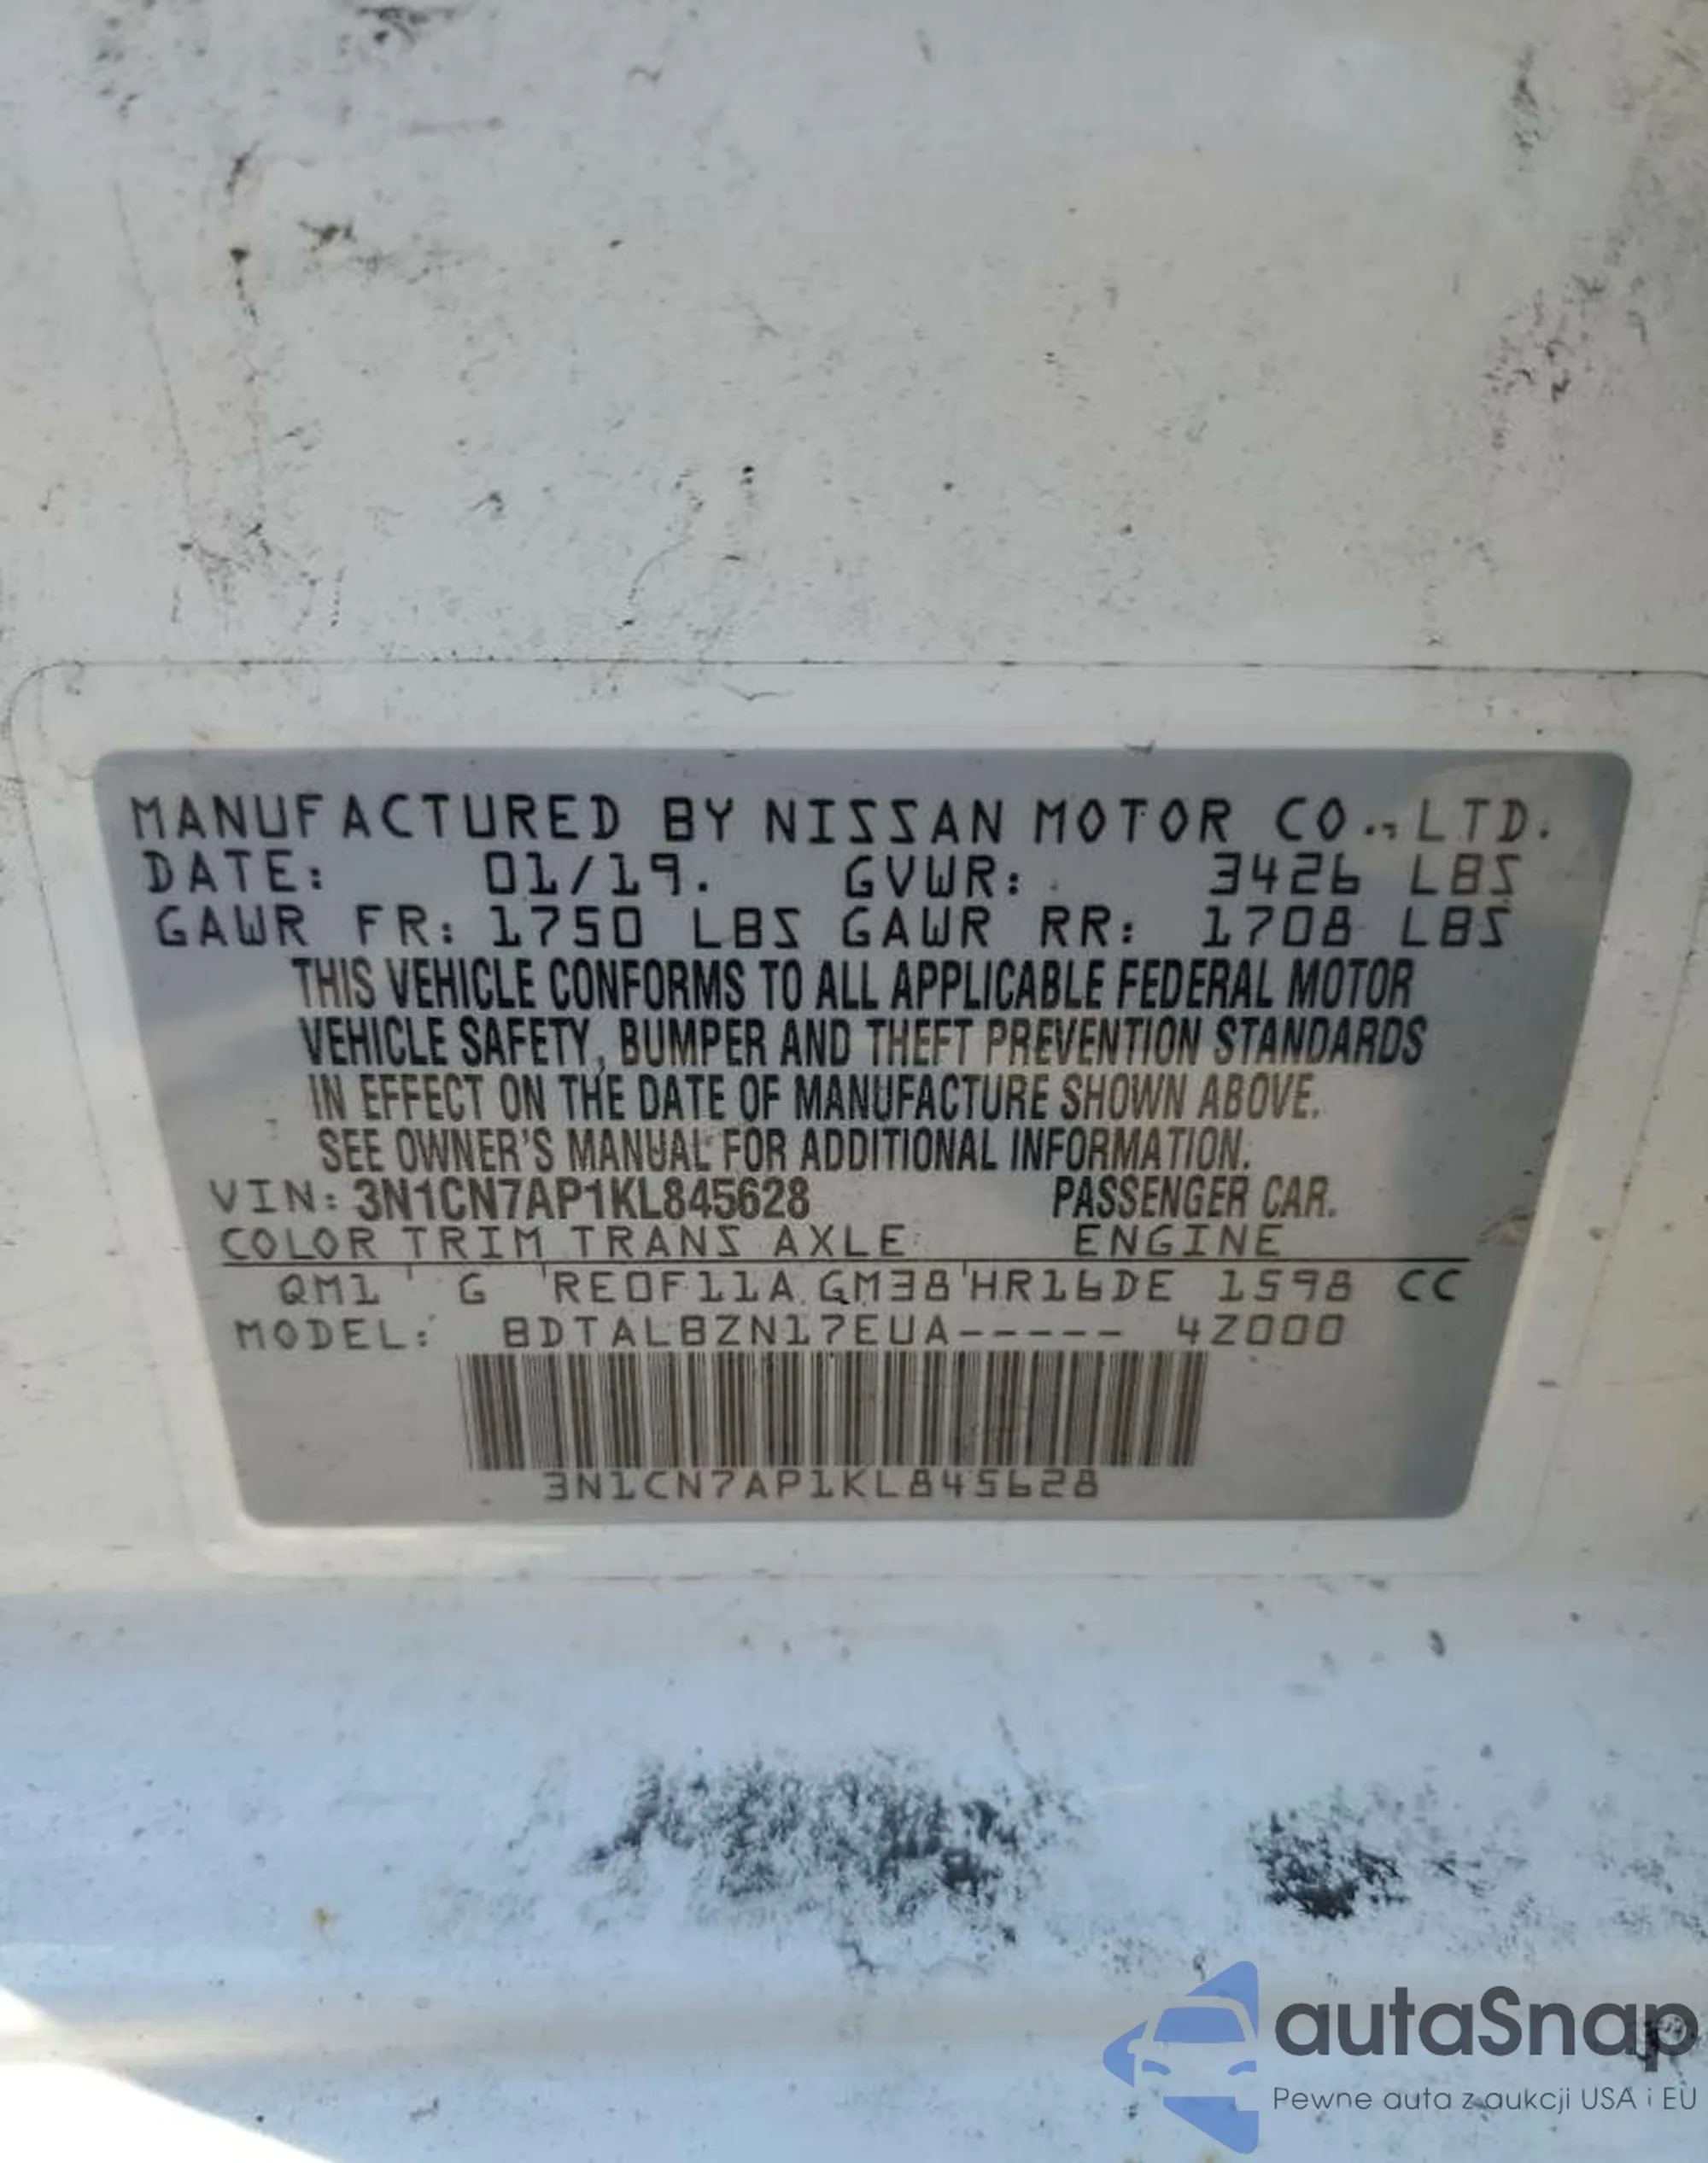 MANUFACTURED BY NISSAN MOTOR CO., LTD.
DATE: 01/19. GVWR: 3426 LBS
GAWR FR: 1750 LBS GAWR RR: 1708 LBS
THIS VEHICLE CONFORMS TO ALL APPLICABLE FEDERAL MOTOR
VEHICLE SAFETY, BUMPER AND THEFT PREVENTION STANDARDS
IN EFFECT ON THE DATE OF MANUFACTURE SHOWN ABOVE.
SEE OWNER'S MANUAL FOR ADDITIONAL INFORMATION.
VIN: 3N1CN7AP1KL845628 PASSENGER CAR.
COLOR TRIM TRANS AXLE ENGINE
QM1 G RE0F11A GM38 HR16DE 1598 CC
MODEL: BDTALBZN17EUA----- 4Z000
3N1CN7AP1KL845628
autaSnap
Pewne auta z aukcji USA i EU